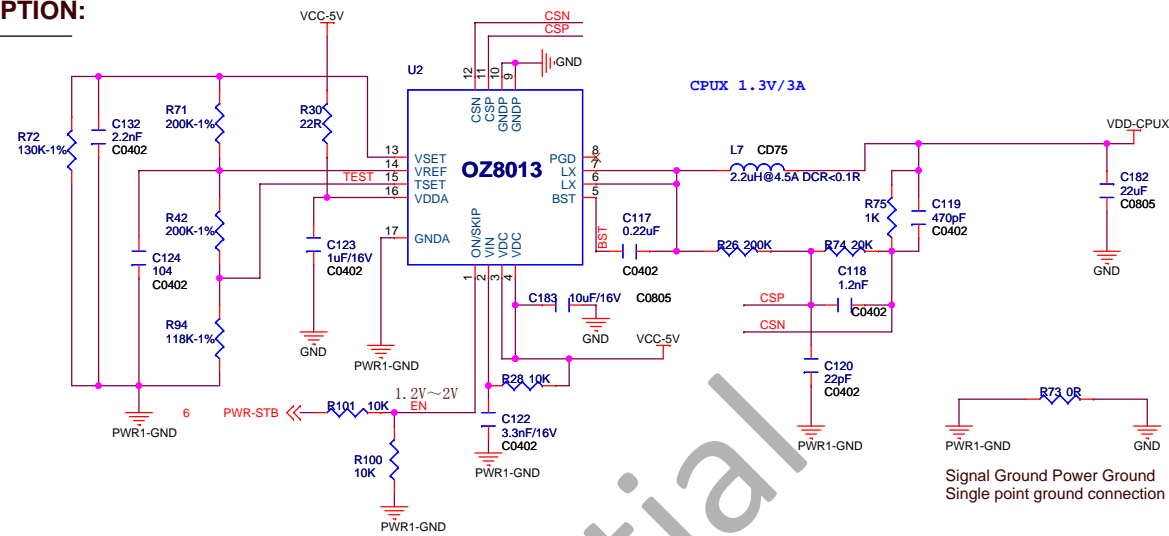 PTION:
VCC-5V
CSN
CSP
GND
U2
12
11
10
9
CSN
CSP
GNDP
GNDP
CPUX 1.3V/3A
R72
130K-1%
C132
2.2nF
C0402
R71
200K-1%
R30
22R
VDD-CPUX
13
14
15
16
17
TEST
VSET
VREF
TSET
VDDA
GNDA
OZ8013
PGD
LX
LX
BST
8
7
6
5
L7 CD75
2.2uH@4.5A DCR<0.1R
C182
22uF
C0805
GND
R75
1K
C119
470pF
C0402
R42
200K-1%
C124
104
C0402
C123
1uF/16V
C0402
BST
C117
0.22uF
C0402
R26 200K
R74 20K
C118
1.2nF
C0402
CSP
CSN
ON/SKIP
VIN
VDC
VDC
1
2
3
4
C183 10uF/16V
C0805
GND
VCC-5V
R94
118K-1%
GND
PWR1-GND
R28 10K
1.2V~2V
EN
C120
22pF
C0402
PWR1-GND
6 PWR-STB
R101 10K
R100
10K
PWR1-GND
C122
3.3nF/16V
C0402
PWR1-GND
PWR1-GND
R73 0R
PWR1-GND
GND
Signal Ground Power Ground
Single point ground connection
tial